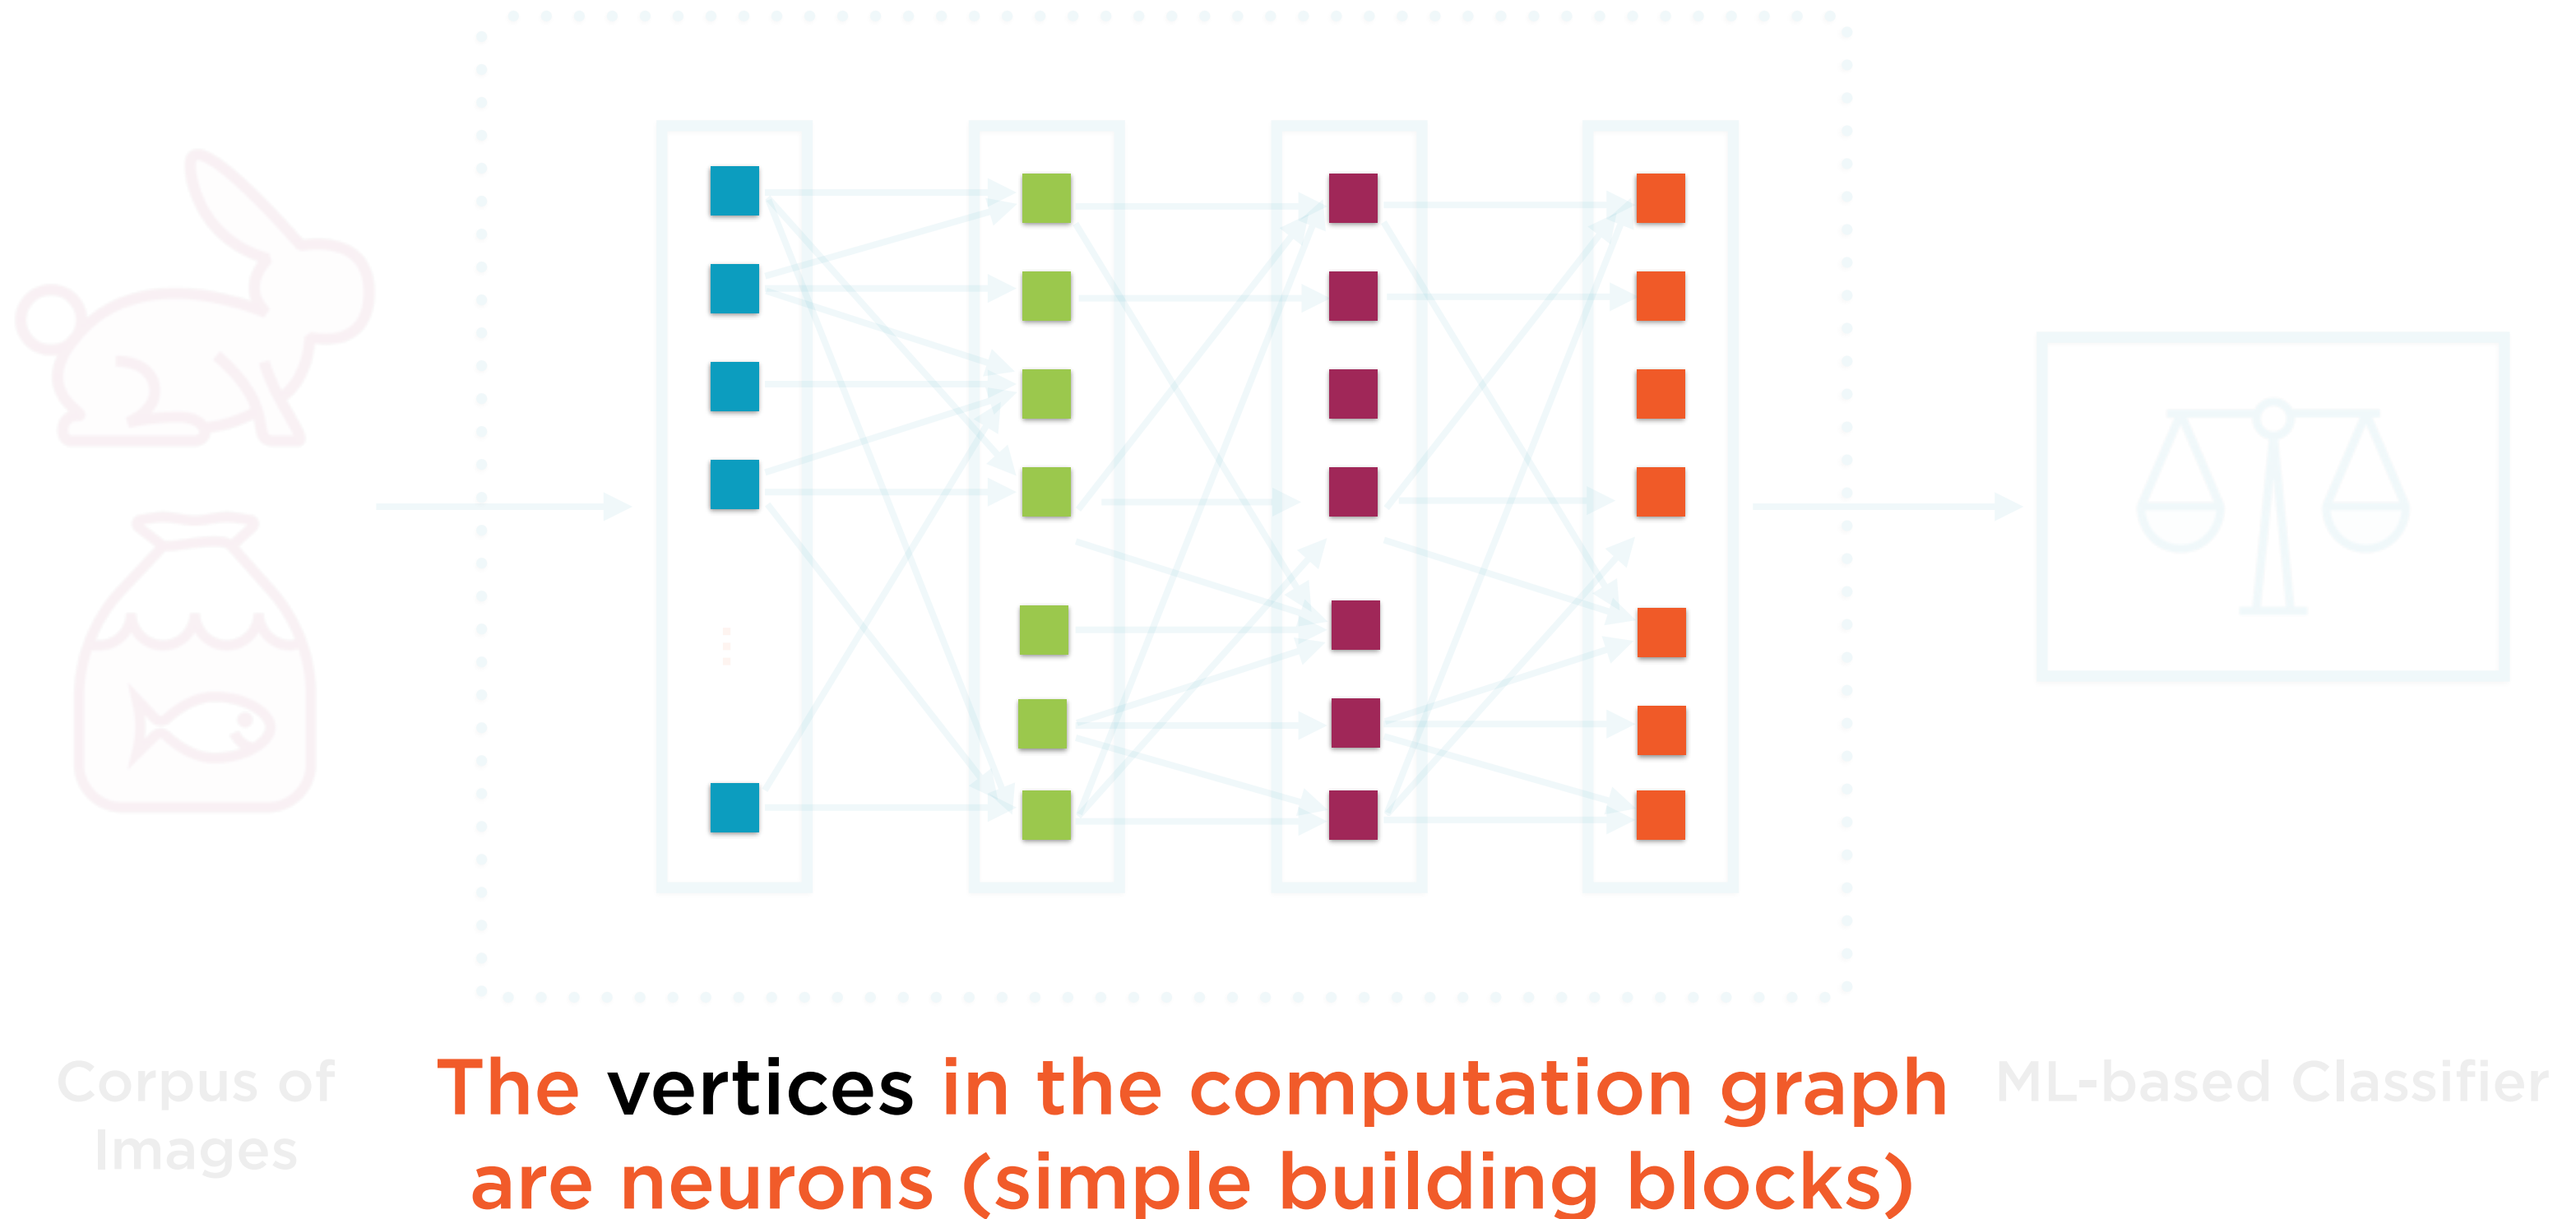 Corpus of
Images
The vertices in the computation graph
are neurons (simple building blocks)
ML-based Classifier